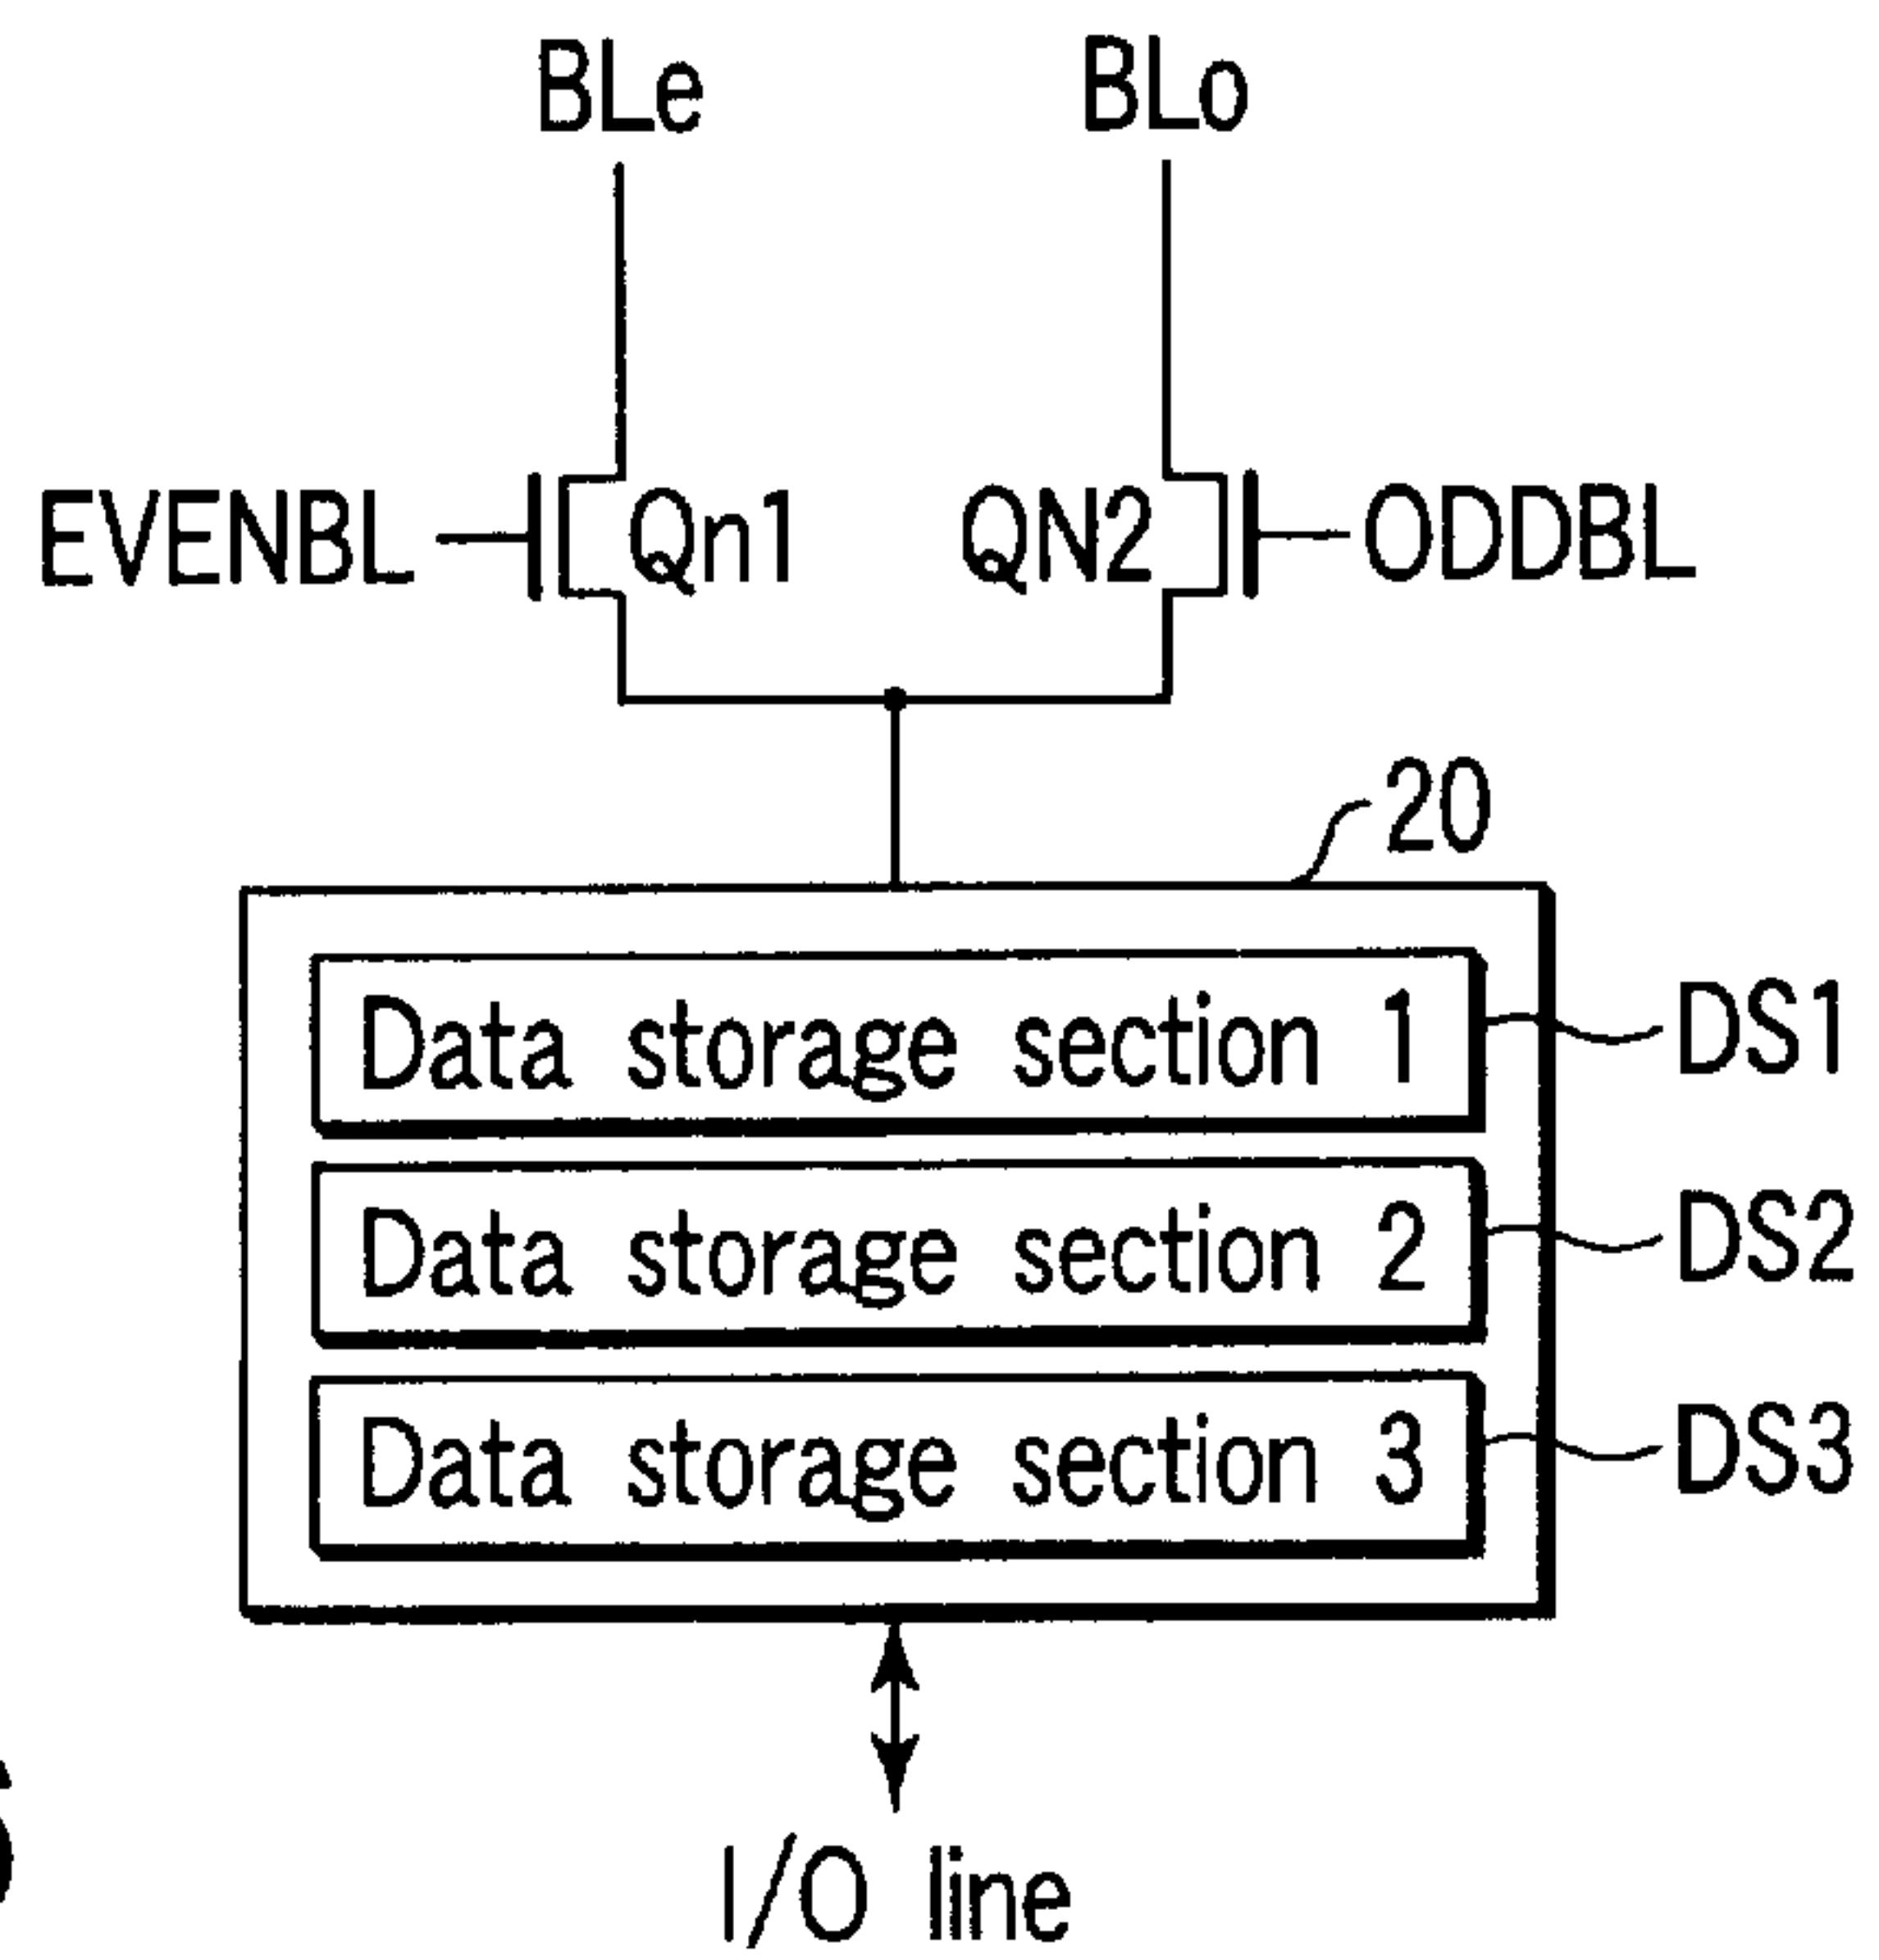 BLe BLo
EVENBL Qn1 QN2 ODDBL
20
Data storage section 1 DS1
Data storage section 2 DS2
Data storage section 3 DS3
I/O line